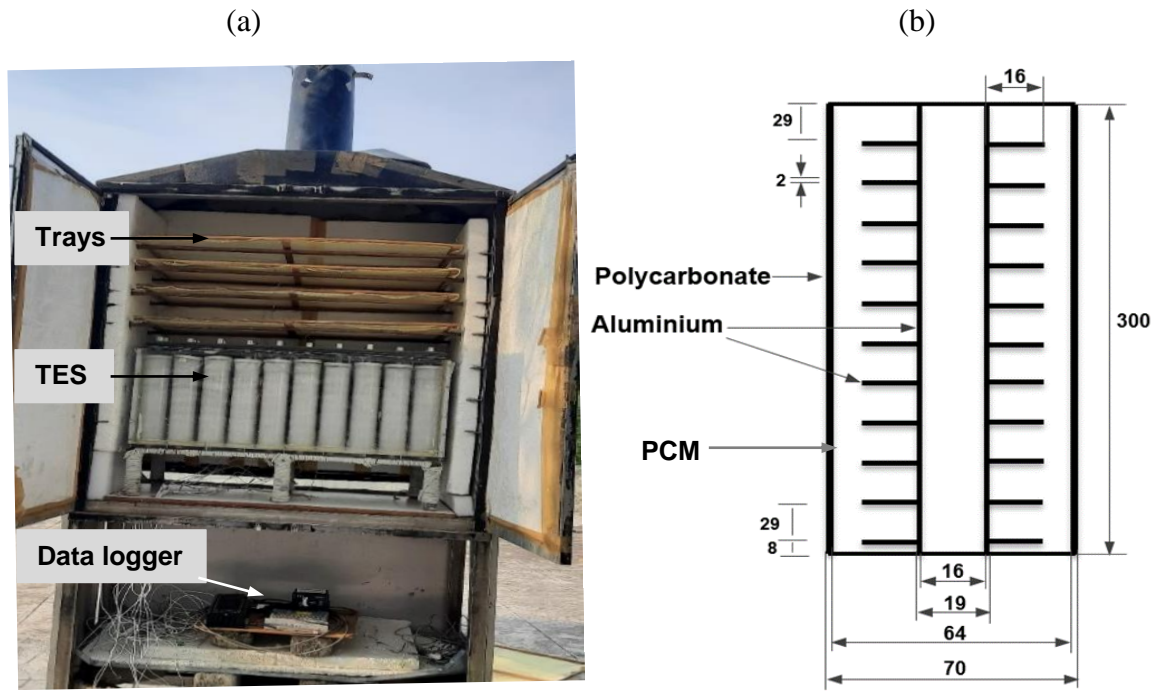 (a)
(b)
Trays
TES
Data logger
16
29
2
Polycarbonate
Aluminium
300
PCM
29
8
16
19
64
70